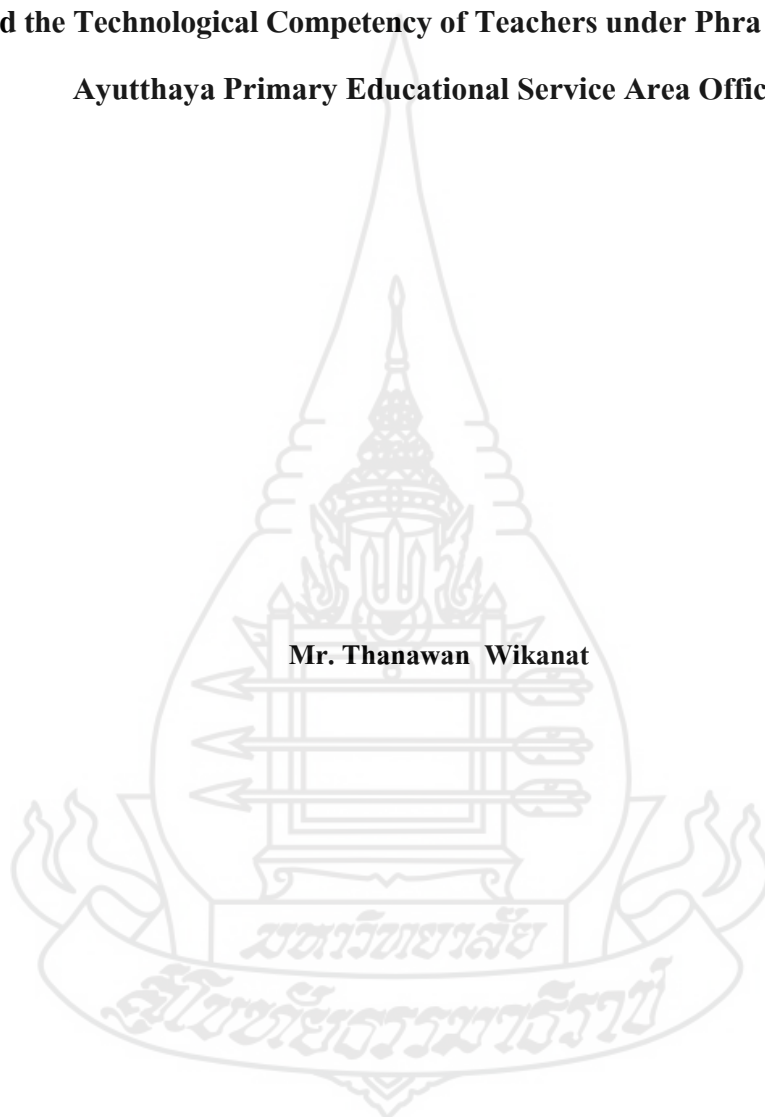 d the Technological Competency of Teachers under Phra
Ayutthaya Primary Educational Service Area Offic
Mr. Thanawan Wikanat
มหาวิทยาลัย
สุโขทัยธรรมาธิราช